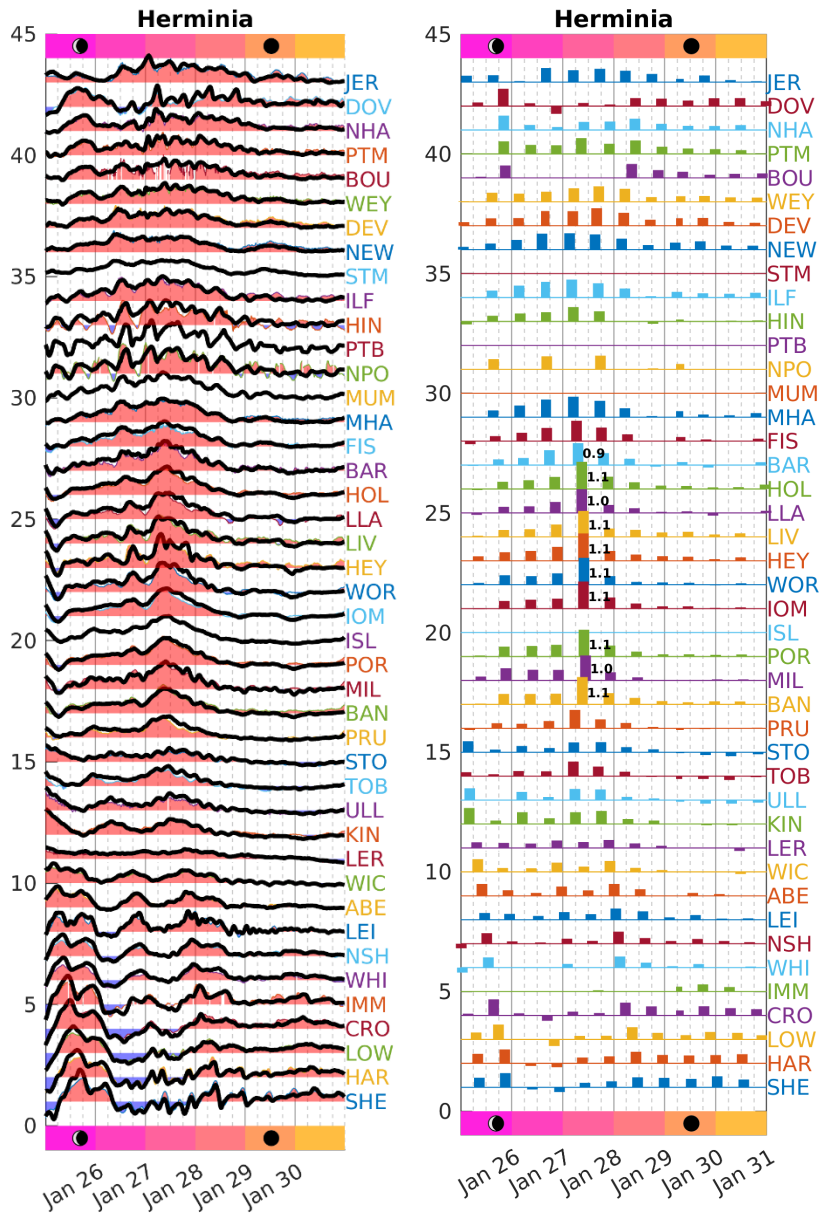 Herminia
45
JER
DOV
NHA
PTM
40
BOU
WEY
DEV
NEW
STM
35
ILF
HIN
PTB
NPO
MUM
30
MHA
FIS
BAR
HOL
LLA
25
LIV
HEY
WOR
IOM
ISL
20
POR
MIL
BAN
PRU
STO
15
TOB
ULL
KIN
LER
WIC
10
ABE
LEI
NSH
WHI
IMM
5
CRO
LOW
HAR
SHE
0
Jan 26
Jan 27
Jan 28
Jan 29
Jan 30
Herminia
45
JER
DOV
NHA
PTM
40
BOU
WEY
DEV
NEW
STM
35
ILF
HIN
PTB
NPO
MUM
30
MHA
FIS
BAR
0.9
HOL
1.1
LLA
1.0
25
LIV
1.1
HEY
1.1
WOR
1.1
IOM
1.1
ISL
20
POR
1.1
MIL
1.0
BAN
1.1
PRU
STO
15
TOB
ULL
KIN
LER
WIC
10
ABE
LEI
NSH
WHI
IMM
5
CRO
LOW
HAR
SHE
0
Jan 26
Jan 27
Jan 28
Jan 29
Jan 30
Jan 31